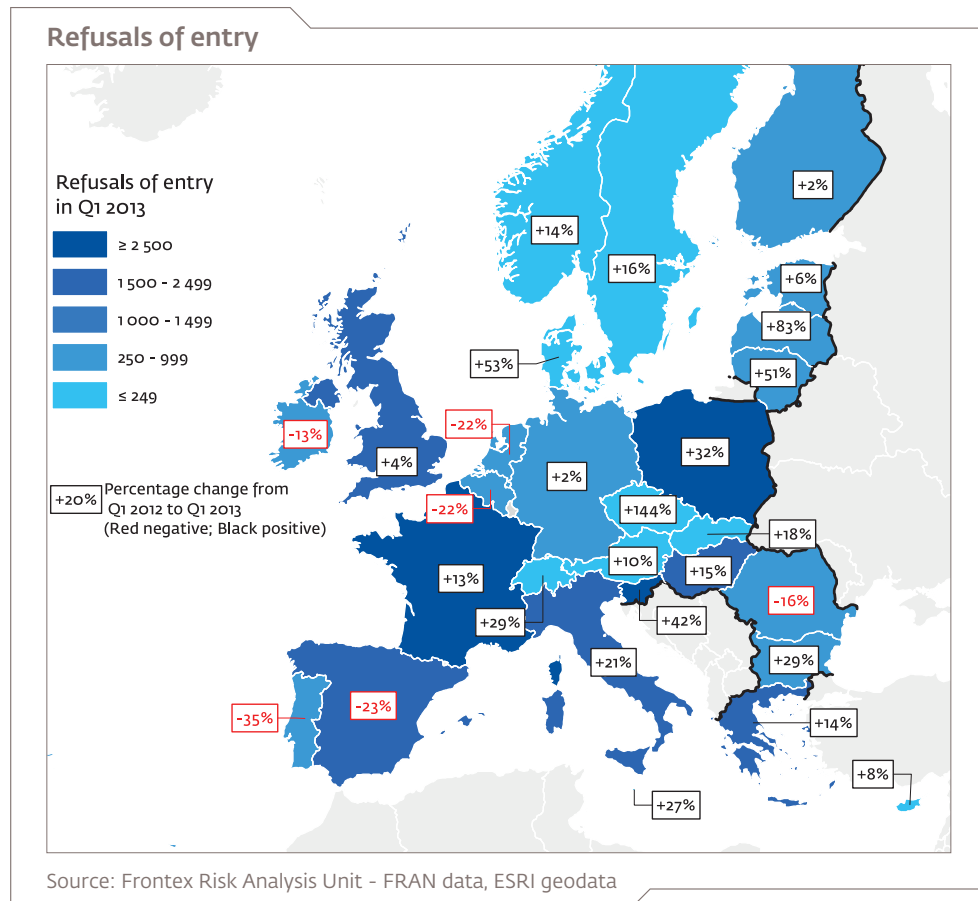 Refusals of entry
Refusals of entry
in Q1 2013
≥ 2 500
1 500 - 2 499
1 000 - 1 499
250 - 999
≤ 249
+20%
Percentage change from
Q1 2012 to Q1 2013
(Red negative; Black positive)
+2%
+14%
+16%
+6%
+83%
+53%
+51%
-22%
-13%
+4%
+32%
+2%
-22%
+144%
+18%
+10%
+15%
+13%
-16%
+29%
+42%
+21%
+29%
-35%
-23%
+14%
+8%
+27%
Source: Frontex Risk Analysis Unit - FRAN data, ESRI geodata